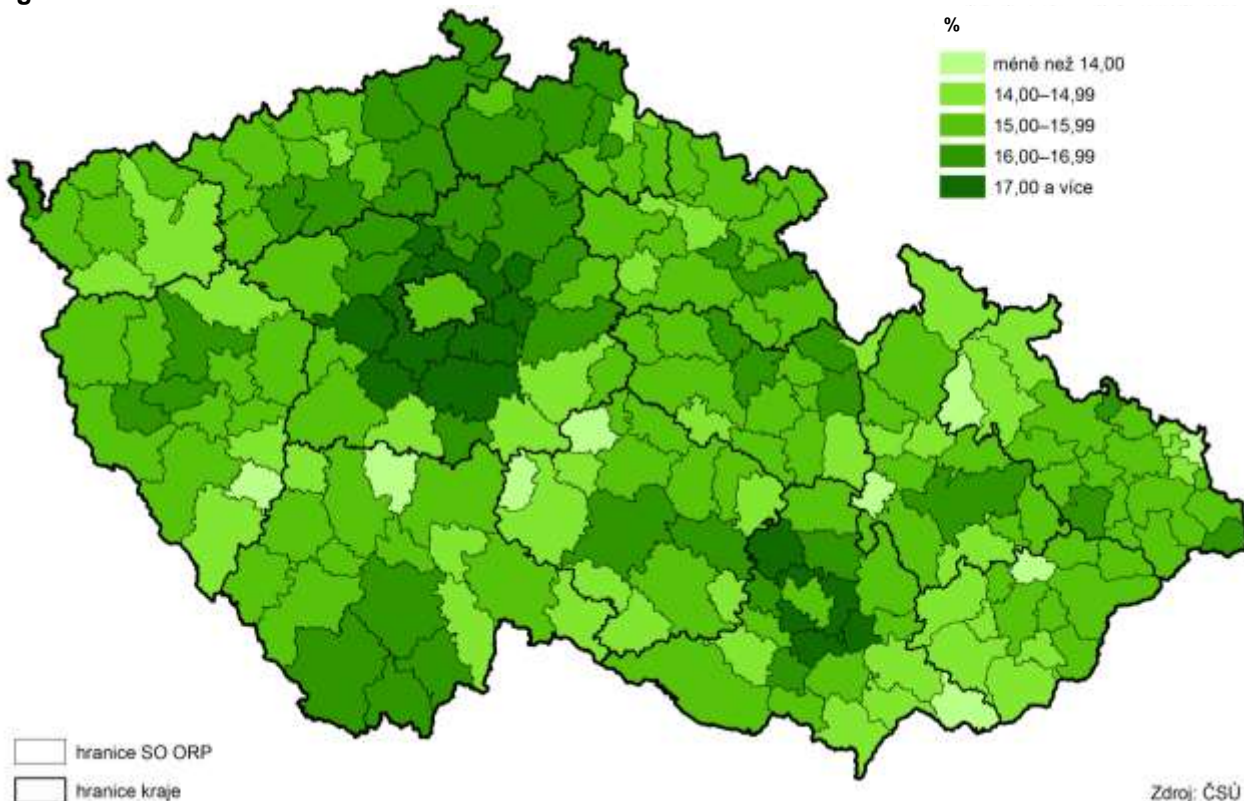 %
méně než 14,00
14,00–14,99
15,00–15,99
16,00–16,99
17,00 a více
hranice SO ORP
hranice kraje
Zdroj: ČSÚ